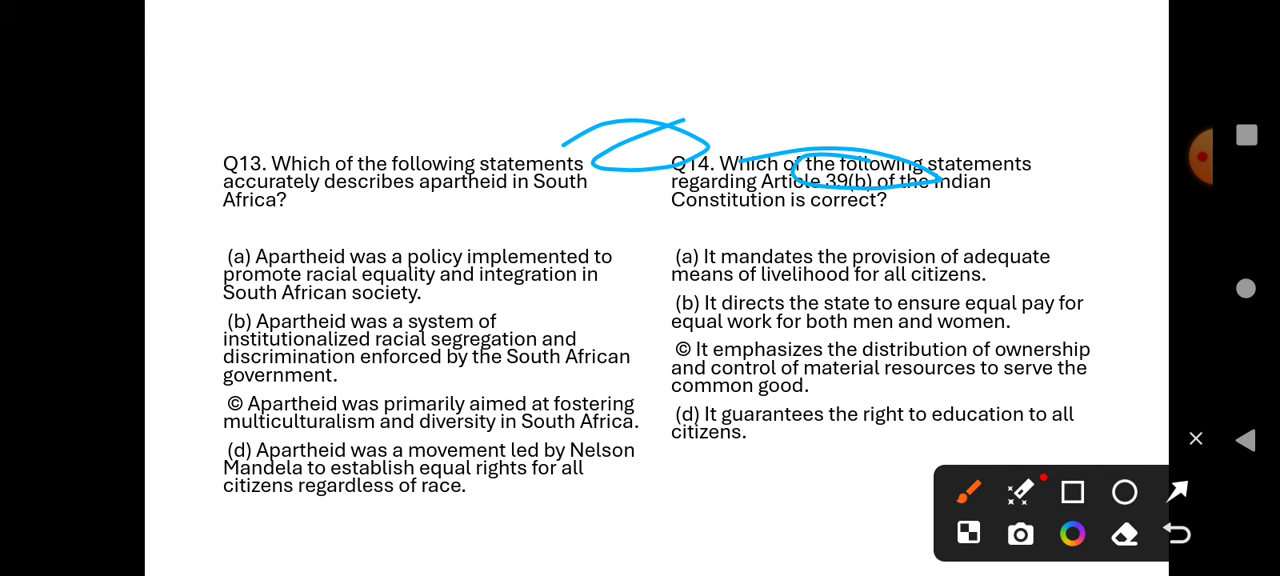 Q13. Which of the following statements
accurately describes apartheid in South
Africa?
(a) Apartheid was a policy implemented to
promote racial equality and integration in
South African society.
(b) Apartheid was a system of
institutionalized racial segregation and
discrimination enforced by the South African
government.
© Apartheid was primarily aimed at fostering
multiculturalism and diversity in South Africa.
(d) Apartheid was a movement led by Nelson
Mandela to establish equal rights for all
citizens regardless of race.
Q14. Which of the following statements
regarding Article 39(b) of the Indian
Constitution is correct?
(a) It mandates the provision of adequate
means of livelihood for all citizens.
(b) It directs the state to ensure equal pay for
equal work for both men and women.
© It emphasizes the distribution of ownership
and control of material resources to serve the
common good.
(d) It guarantees the right to education to all
citizens.